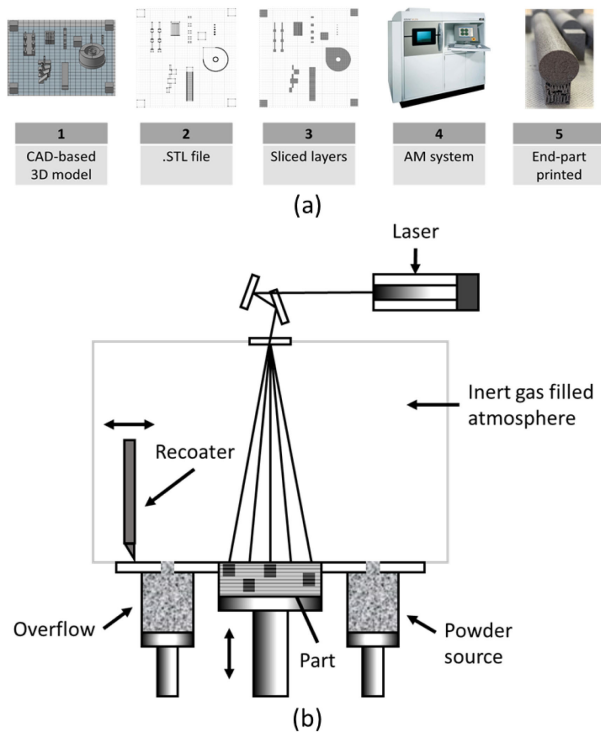 1
CAD-based
3D model
2
.STL file
3
Sliced layers
4
AM system
5
End-part
printed
(a)
Laser
Inert gas filled
atmosphere
Recoater
Overflow
Part
Powder
source
(b)